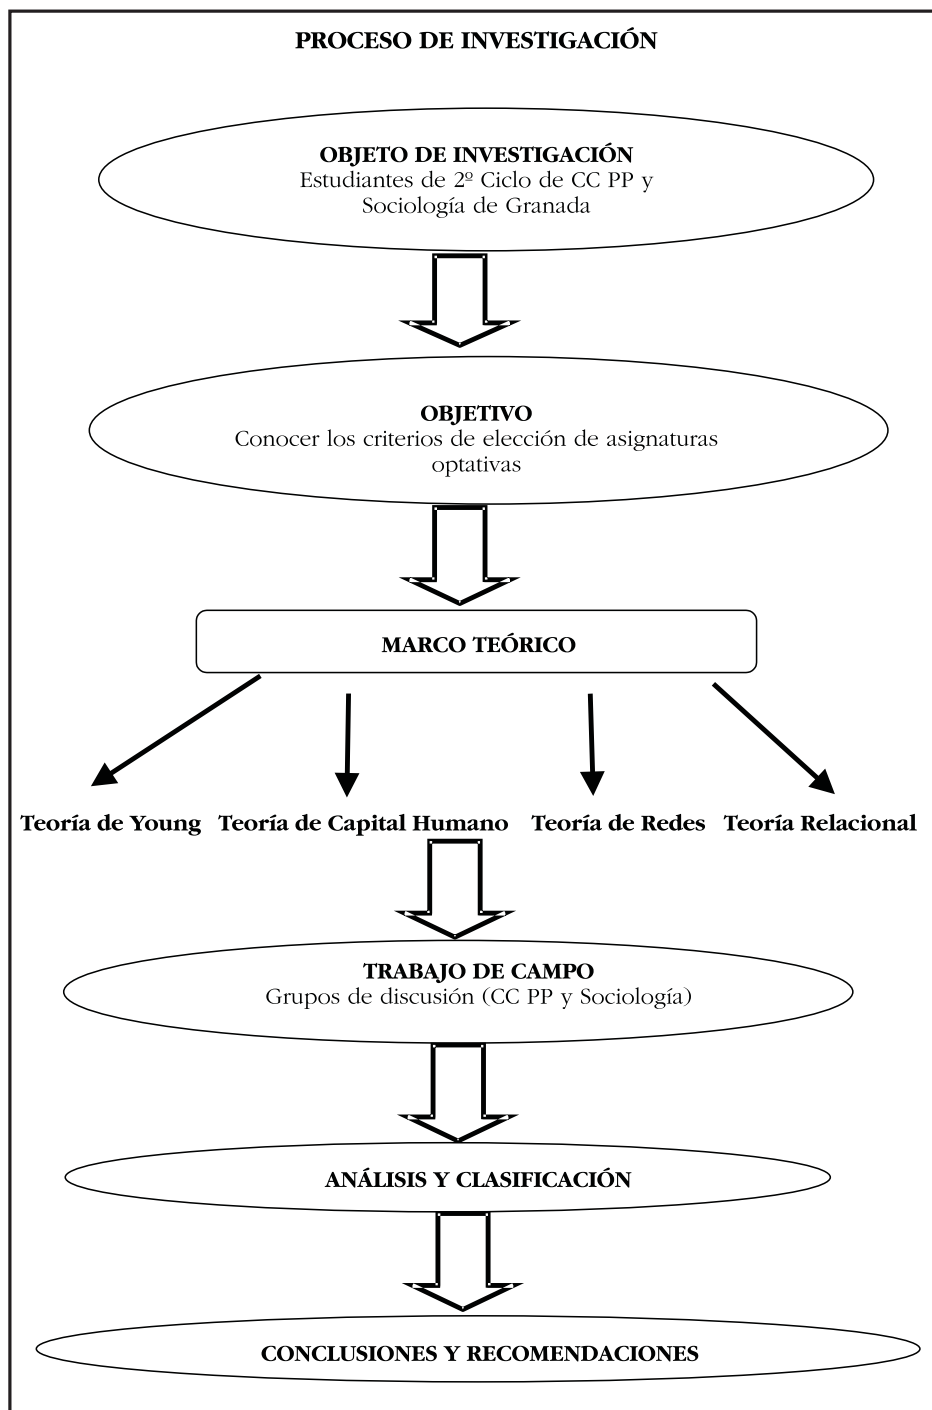 PROCESO DE INVESTIGACIÓN
OBJETO DE INVESTIGACIÓN
Estudiantes de 2º Ciclo de CC PP y
Sociología de Granada
OBJETIVO
Conocer los criterios de elección de asignaturas
optativas
MARCO TEÓRICO
Teoría de Young Teoría de Capital Humano Teoría de Redes Teoría Relacional
TRABAJO DE CAMPO
Grupos de discusión (CC PP y Sociología)
ANÁLISIS Y CLASIFICACIÓN
CONCLUSIONES Y RECOMENDACIONES